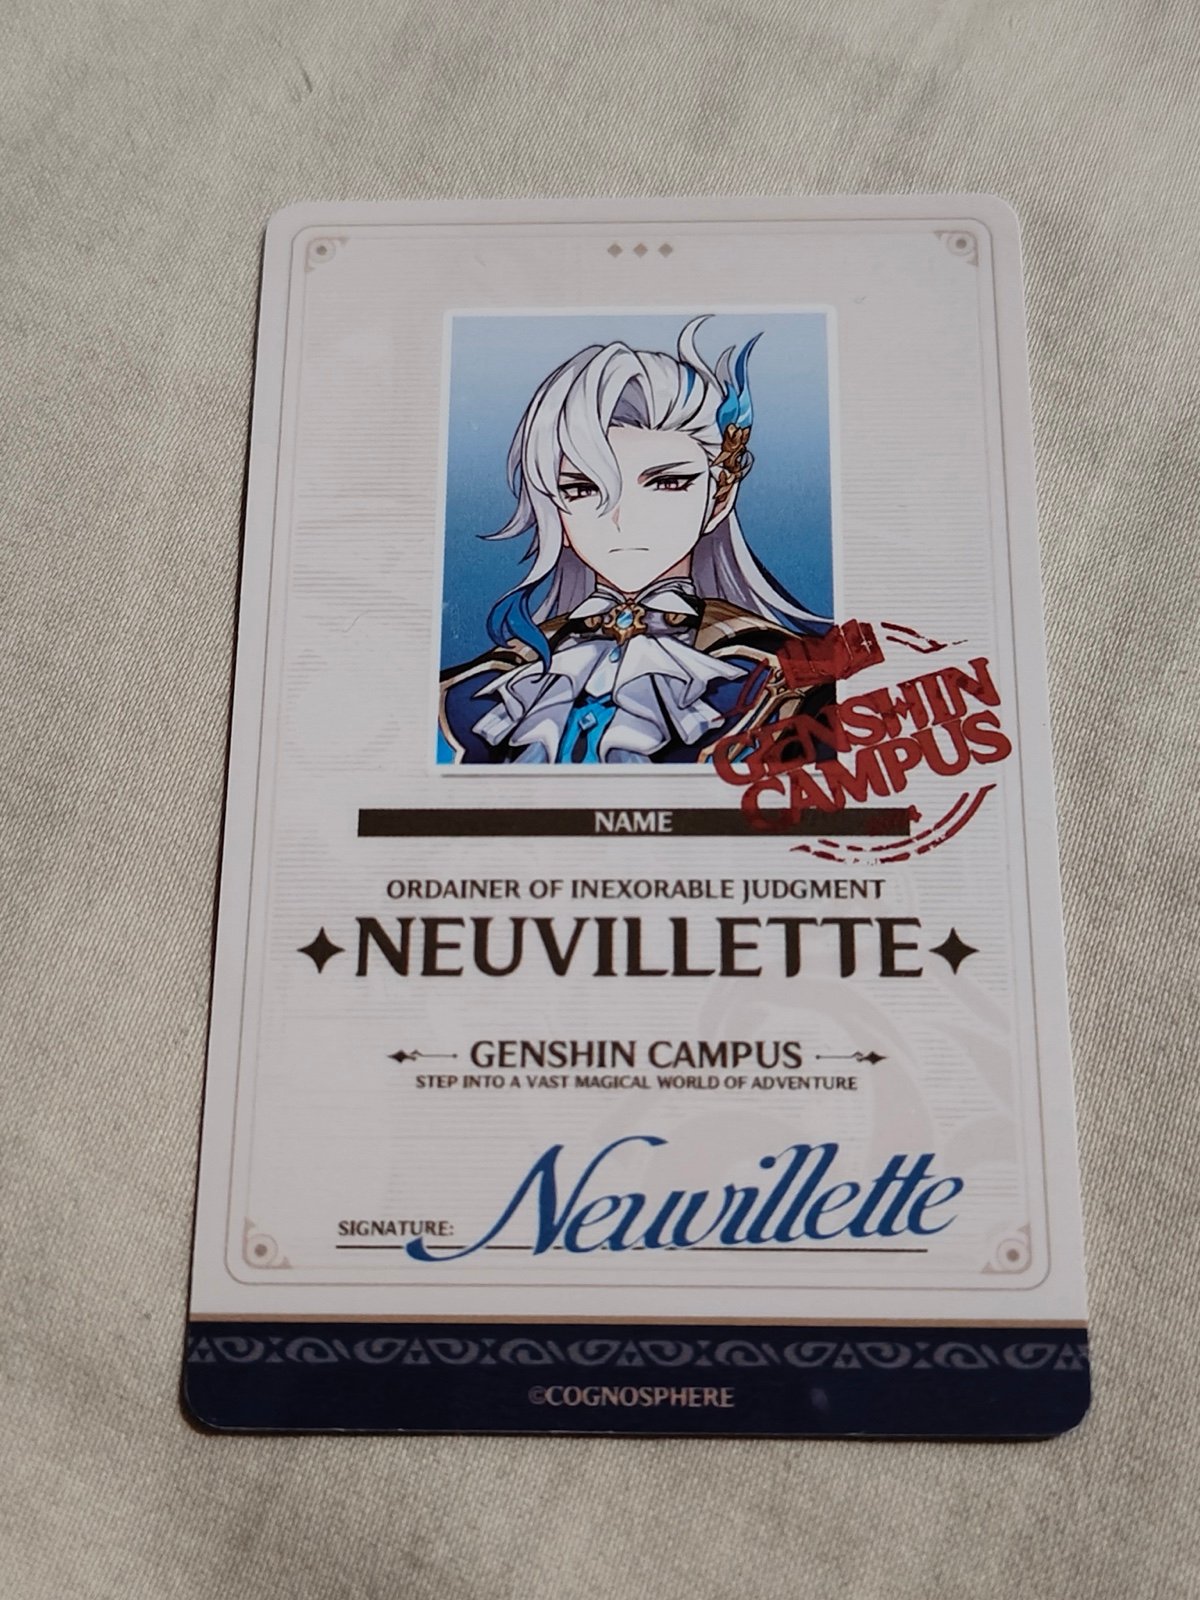 GENSHIN
CAMPUS
NAME
ORDAINER OF INEXORABLE JUDGMENT
NEUVILLETTE
GENSHIN CAMPUS
STEP INTO A VAST MAGICAL WORLD OF ADVENTURE
SIGNATURE: Neuvillette
©COGNOSPHERE